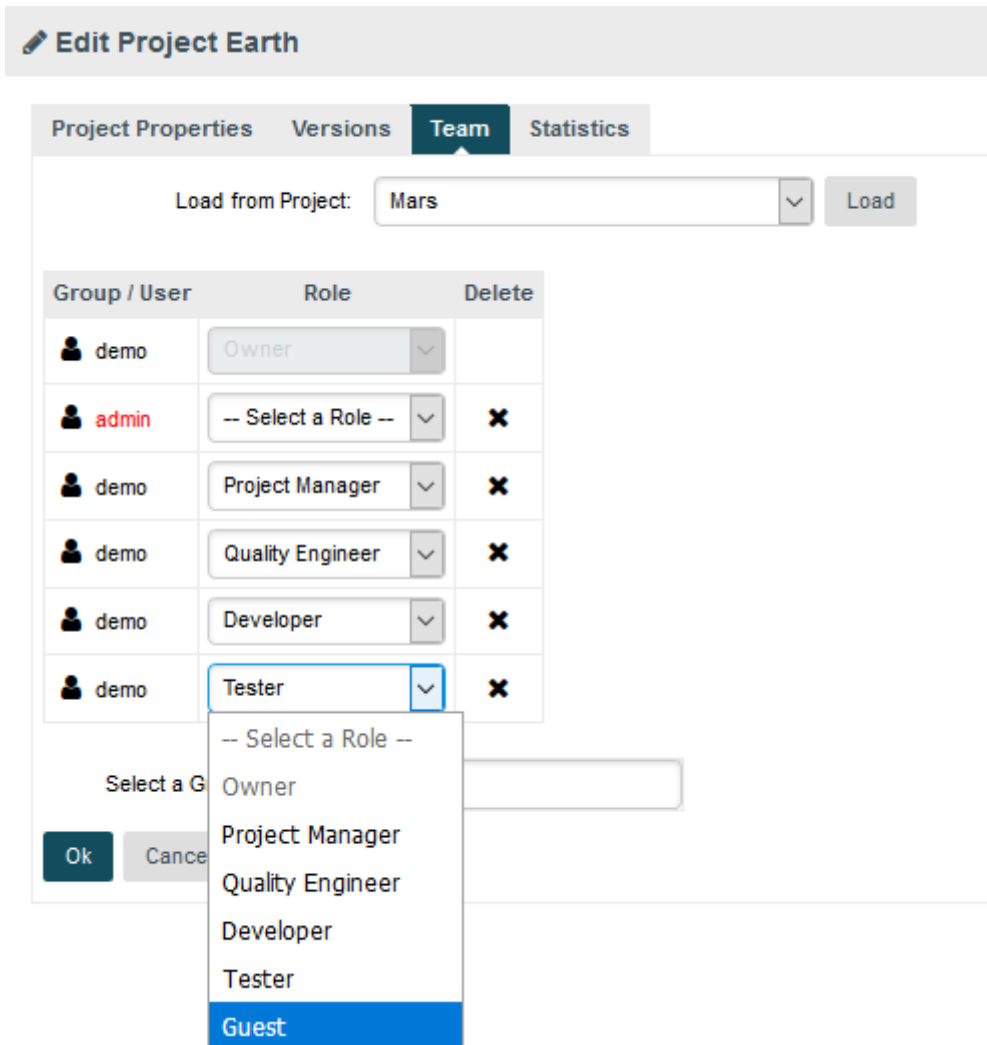 Edit Project Earth
Project Properties Versions Team Statistics
Load from Project: Mars Load
Group / User Role Delete
demo Owner
admin -- Select a Role --
demo Project Manager
demo Quality Engineer
demo Developer
demo Tester
-- Select a Role --
Select a G
Owner
Project Manager
Ok Cance
Quality Engineer
Developer
Tester
Guest